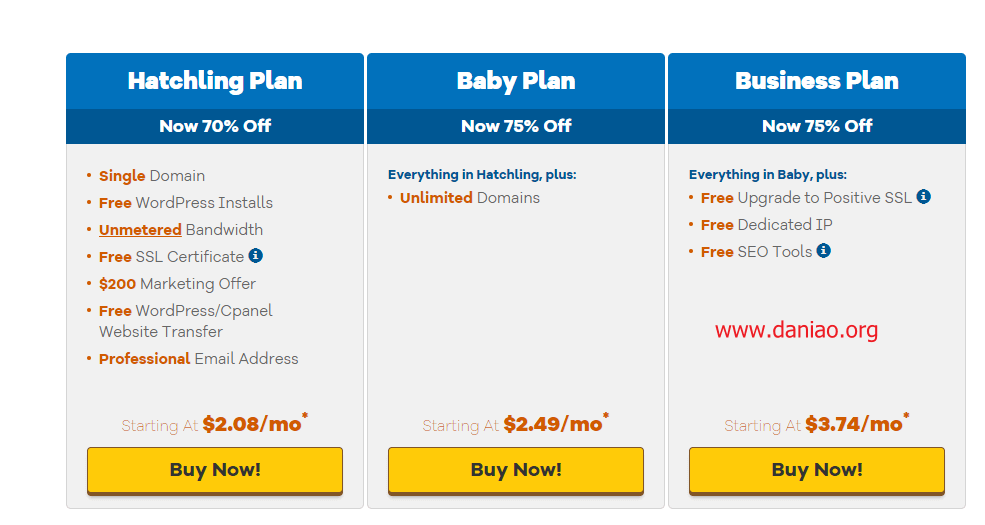 Hatchling Plan
Now 70% Off
• Single Domain
• Free WordPress Installs
• Unmetered Bandwidth
• Free SSL Certificate i
• $200 Marketing Offer
• Free WordPress/Cpanel
Website Transfer
• Professional Email Address
Starting At $2.08/mo*
Buy Now!
Baby Plan
Now 75% Off
Everything in Hatchling, plus:
• Unlimited Domains
Starting At $2.49/mo*
Buy Now!
Business Plan
Now 75% Off
Everything in Baby, plus:
• Free Upgrade to Positive SSL i
• Free Dedicated IP
• Free SEO Tools i
www.daniao.org
Starting At $3.74/mo*
Buy Now!